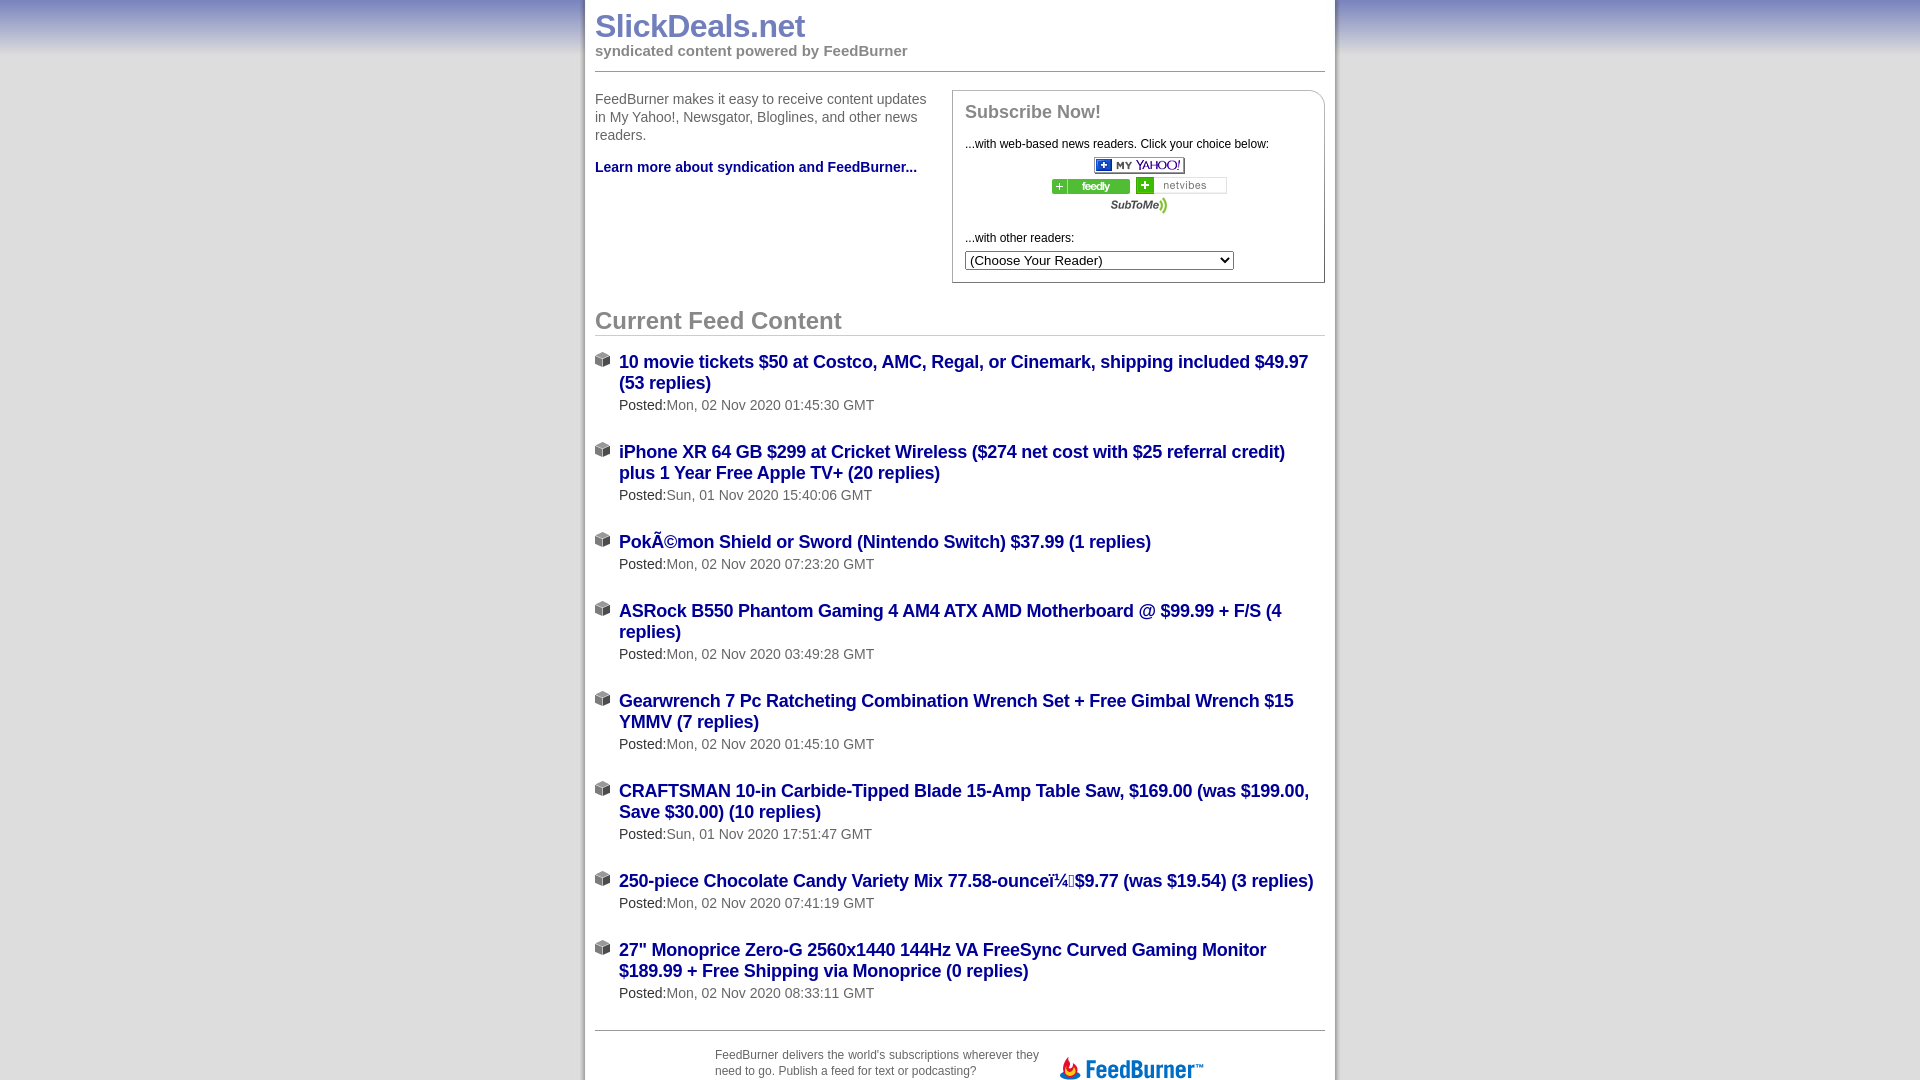 SlickDeals.net
syndicated content powered by FeedBurner
FeedBurner makes it easy to receive content updates
in My Yahoo!, Newsgator, Bloglines, and other news
readers.
Learn more about syndication and FeedBurner...
Subscribe Now!
...with web-based news readers. Click your choice below:
MY YAHOO!
feedly
netvibes
SubToMe
...with other readers:
(Choose Your Reader)
Current Feed Content
10 movie tickets $50 at Costco, AMC, Regal, or Cinemark, shipping included $49.97
(53 replies)
Posted:Mon, 02 Nov 2020 01:45:30 GMT
iPhone XR 64 GB $299 at Cricket Wireless ($274 net cost with $25 referral credit)
plus 1 Year Free Apple TV+ (20 replies)
Posted:Sun, 01 Nov 2020 15:40:06 GMT
PokÃ©mon Shield or Sword (Nintendo Switch) $37.99 (1 replies)
Posted:Mon, 02 Nov 2020 07:23:20 GMT
ASRock B550 Phantom Gaming 4 AM4 ATX AMD Motherboard @ $99.99 + F/S (4
replies)
Posted:Mon, 02 Nov 2020 03:49:28 GMT
Gearwrench 7 Pc Ratcheting Combination Wrench Set + Free Gimbal Wrench $15
YMMV (7 replies)
Posted:Mon, 02 Nov 2020 01:45:10 GMT
CRAFTSMAN 10-in Carbide-Tipped Blade 15-Amp Table Saw, $169.00 (was $199.00,
Save $30.00) (10 replies)
Posted:Sun, 01 Nov 2020 17:51:47 GMT
250-piece Chocolate Candy Variety Mix 77.58-ounceï¼$9.77 (was $19.54) (3 replies)
Posted:Mon, 02 Nov 2020 07:41:19 GMT
27" Monoprice Zero-G 2560x1440 144Hz VA FreeSync Curved Gaming Monitor
$189.99 + Free Shipping via Monoprice (0 replies)
Posted:Mon, 02 Nov 2020 08:33:11 GMT
FeedBurner delivers the world's subscriptions wherever they
need to go. Publish a feed for text or podcasting?
FeedBurner™